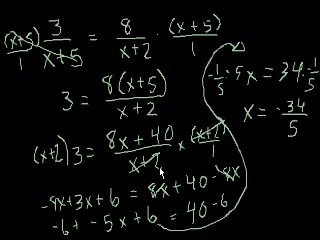 (x+5)/1 · 3/(x+5) = 8/(x+2) · (x+5)/1
3 = 8(x+5)/(x+2)
(x+2)3 = (8x+40)/(x+2) × (x+2)/1
-8x+3x+6 = 8x+40-8x
-6+ -5x+6 = 40-6
-1/5 · -5x = 34 · -1/5
x = -34/5